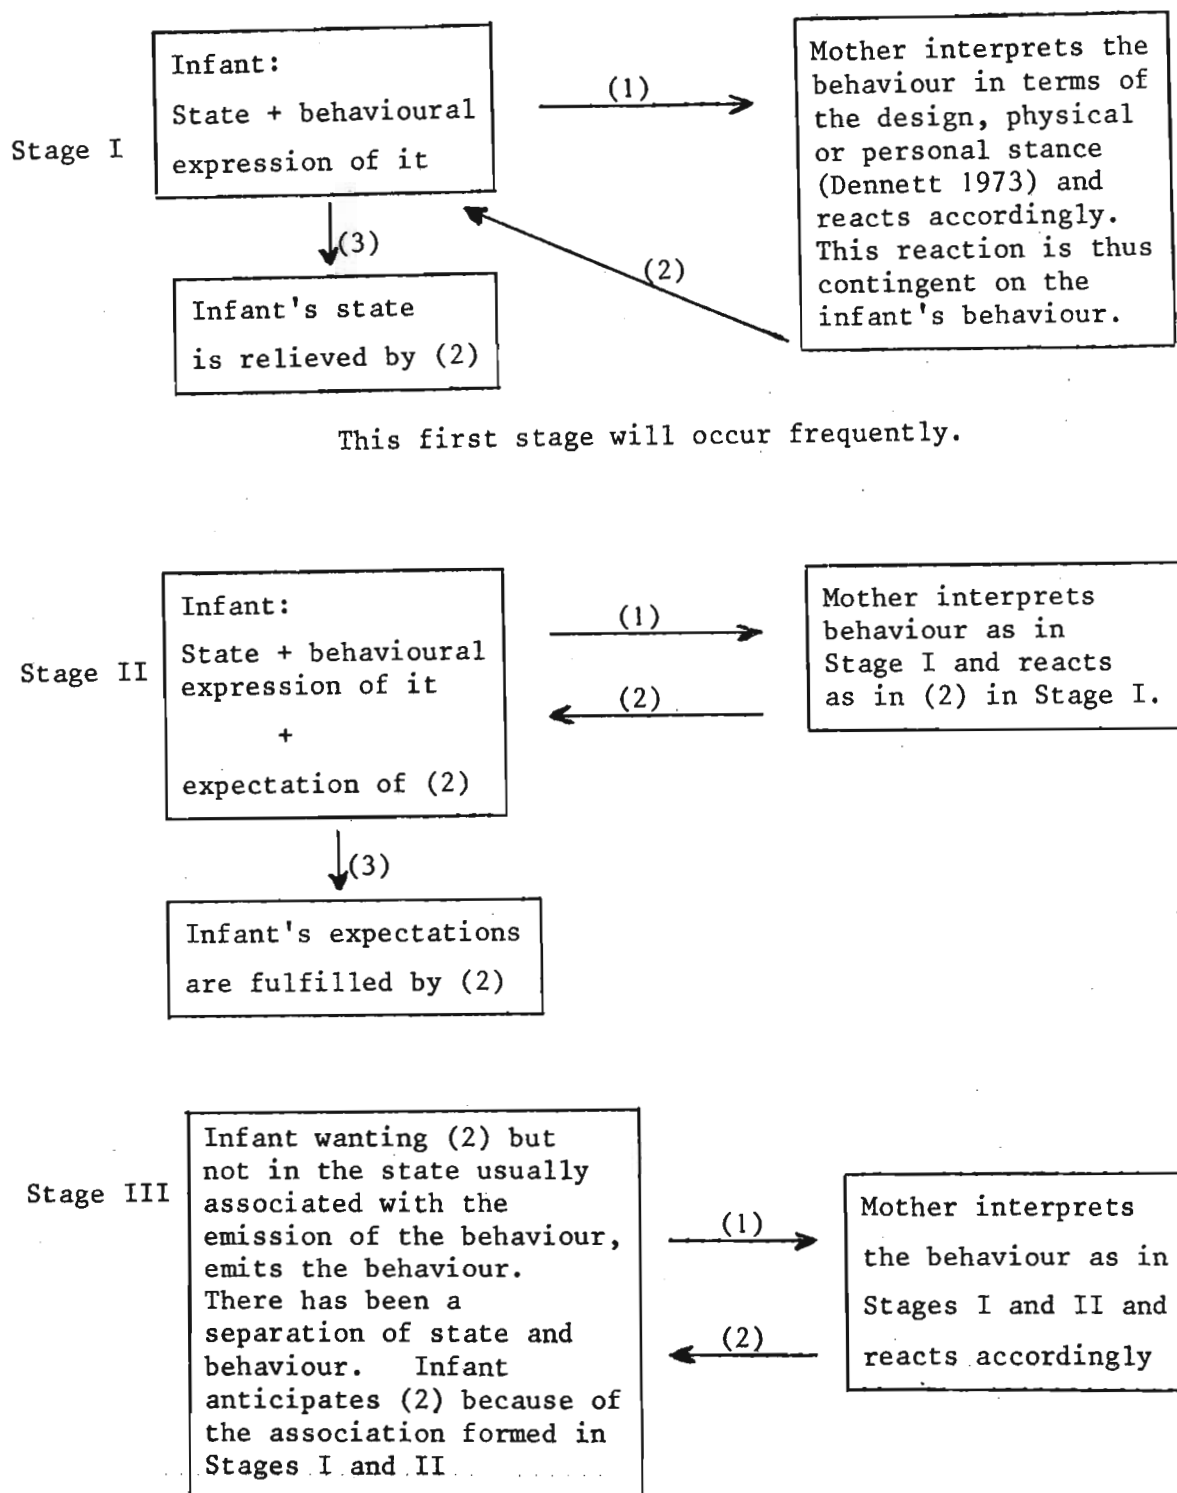 Stage I
Infant:
State + behavioural
expression of it
(1)
Mother interprets the
behaviour in terms of
the design, physical
or personal stance
(Dennett 1973) and
reacts accordingly.
This reaction is thus
contingent on the
infant's behaviour.
(2)
(3)
Infant's state
is relieved by (2)
This first stage will occur frequently.
Stage II
Infant:
State + behavioural
expression of it
+
expectation of (2)
(1)
(2)
Mother interprets
behaviour as in
Stage I and reacts
as in (2) in Stage I.
(3)
Infant's expectations
are fulfilled by (2)
Stage III
Infant wanting (2) but
not in the state usually
associated with the
emission of the behaviour,
emits the behaviour.
There has been a
separation of state and
behaviour. Infant
anticipates (2) because of
the association formed in
Stages I and II
(1)
(2)
Mother interprets
the behaviour as in
Stages I and II and
reacts accordingly